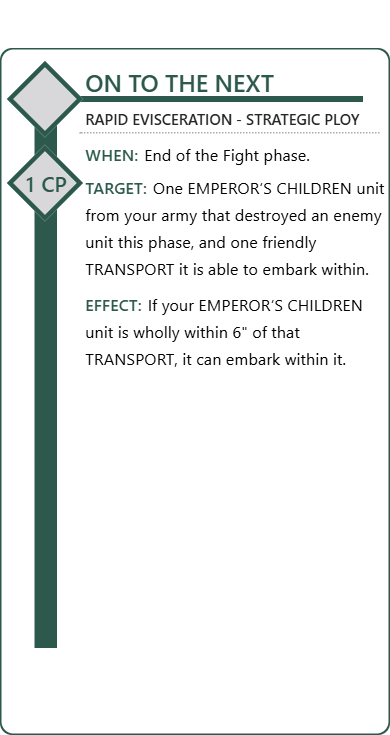 ON TO THE NEXT
RAPID EVISCERATION - STRATEGIC PLOY
1 CP
WHEN: End of the Fight phase.
TARGET: One EMPEROR’S CHILDREN unit
from your army that destroyed an enemy
unit this phase, and one friendly
TRANSPORT it is able to embark within.
EFFECT: If your EMPEROR’S CHILDREN
unit is wholly within 6" of that
TRANSPORT, it can embark within it.